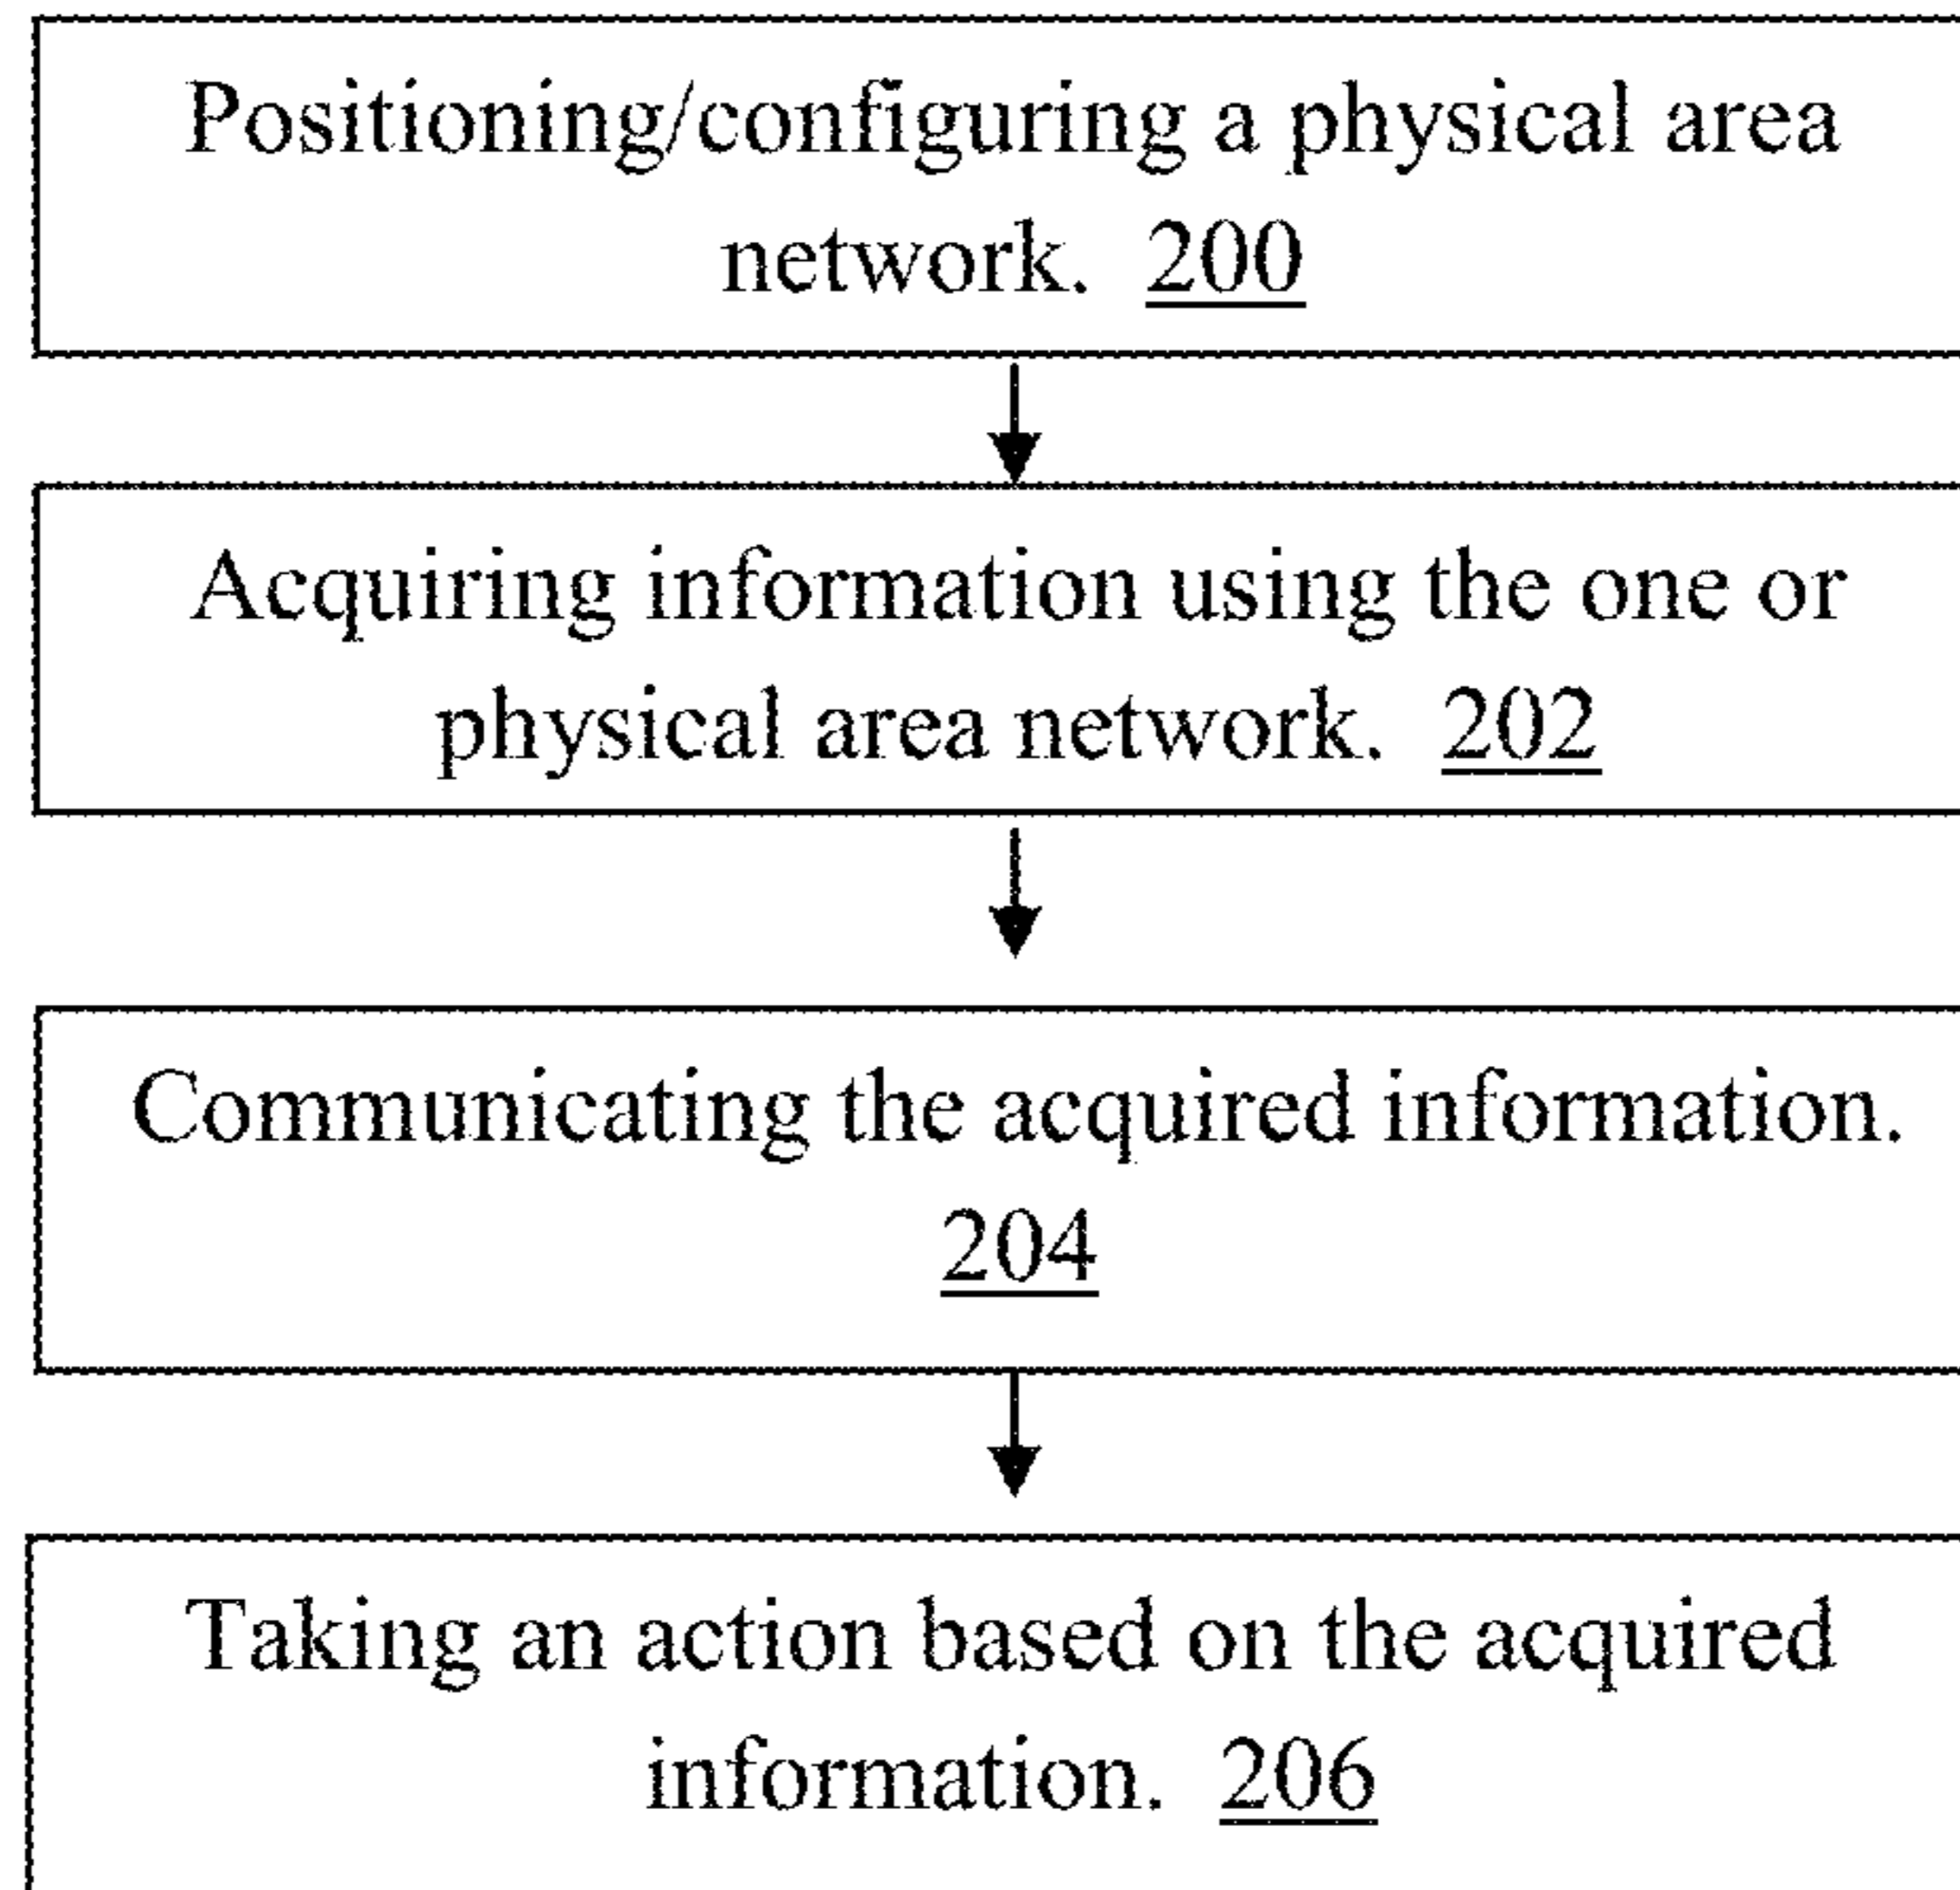 Positioning/configuring a physical area
network. 200
Acquiring information using the one or
physical area network. 202
Communicating the acquired information.
204
Taking an action based on the acquired
information. 206